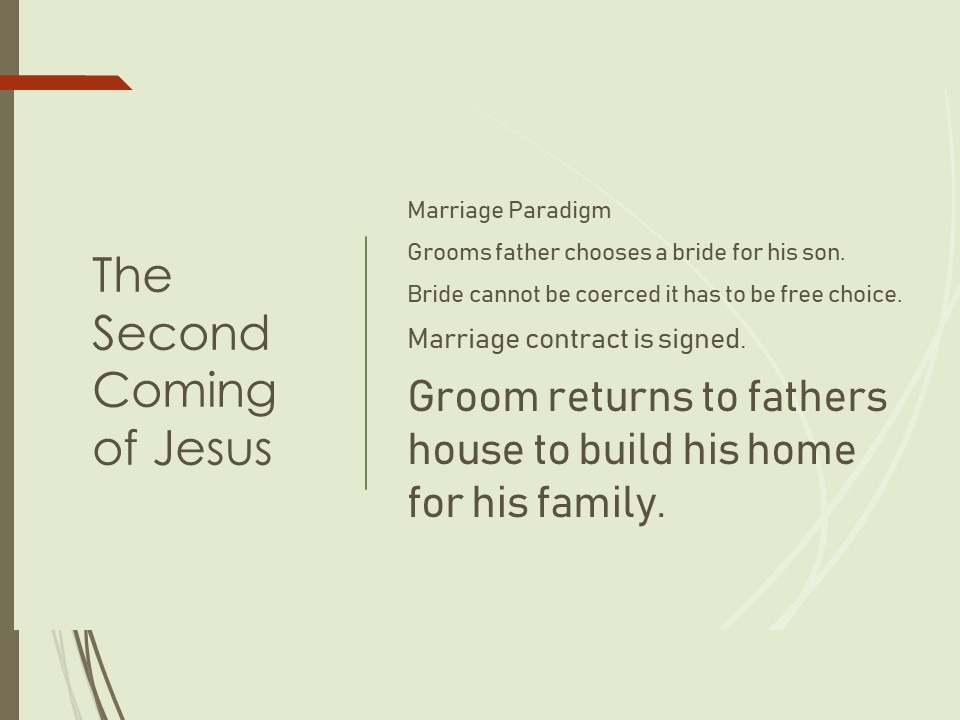 The
Second
Coming
of Jesus
Marriage Paradigm
Grooms father chooses a bride for his son.
Bride cannot be coerced it has to be free choice.
Marriage contract is signed.
Groom returns to fathers
house to build his home
for his family.